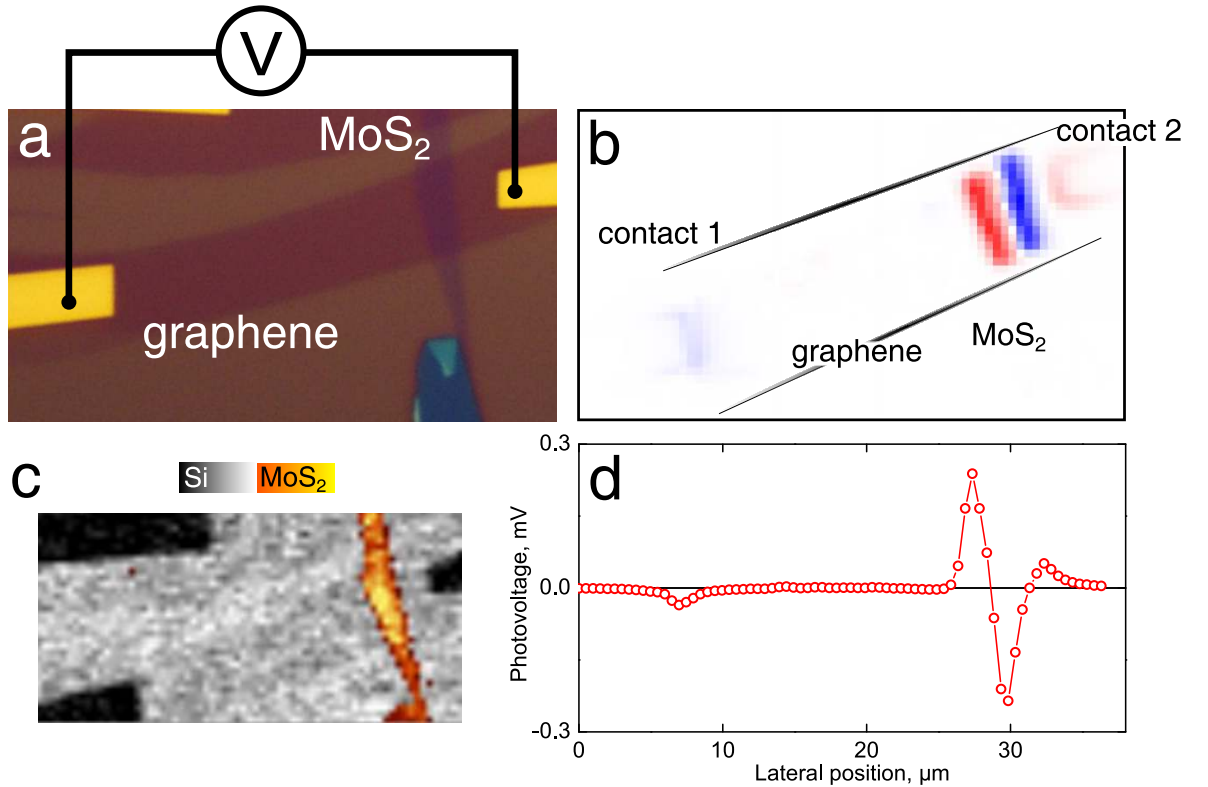 V
a
MoS₂
graphene
b
contact 2
contact 1
graphene
MoS₂
c
Si
MoS₂
d
0.3
0.0
-0.3
Photovoltage, mV
0
10
20
30
Lateral position, µm